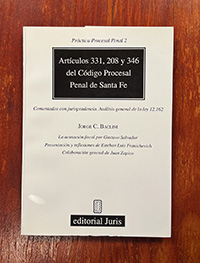 Práctica Procesal Penal 2
Artículos 331, 208 y 346
del Código Procesal
Penal de Santa Fe
Comentados con jurisprudencia. Análisis general de la ley 12.162
JORGE C. BACLINI
La acusación fiscal por Gustavo Salvador
Presentación y reflexiones de Esteban Luis Franichevich
Colaboración general de Juan Zapico
editorial Juris